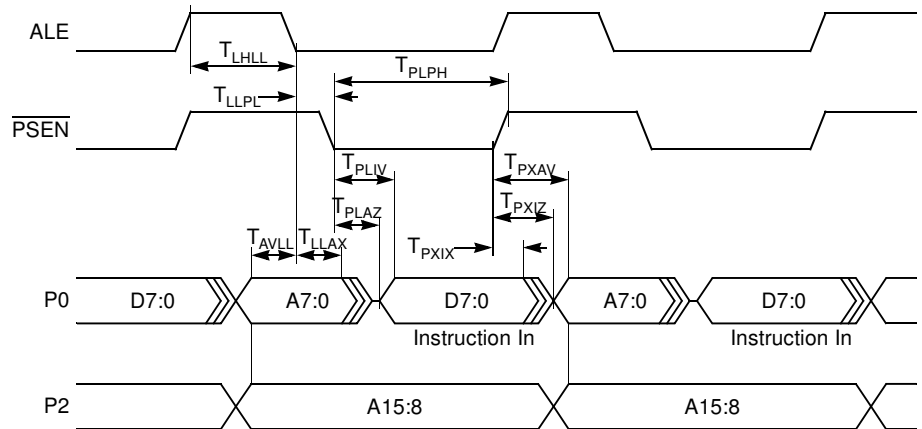 ALE
TLHLL
TPLPH
TLLPL
PSEN
TPLIV
TPXAV
TPLAZ
TPXIZ
TAVLL TLLAX
TPXIX
P0 D7:0 A7:0 D7:0 A7:0 D7:0
Instruction In Instruction In
P2 A15:8 A15:8